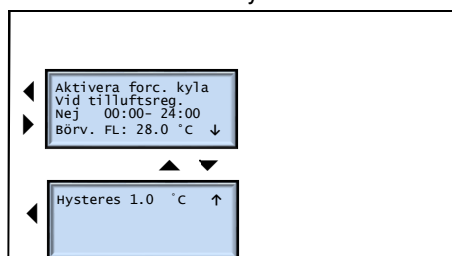 Aktivera forc. kyla
Vid tilluftsreg.
Nej 00:00- 24:00
Börv. FL: 28.0 °C ↓
Hysteres 1.0 °C ↑